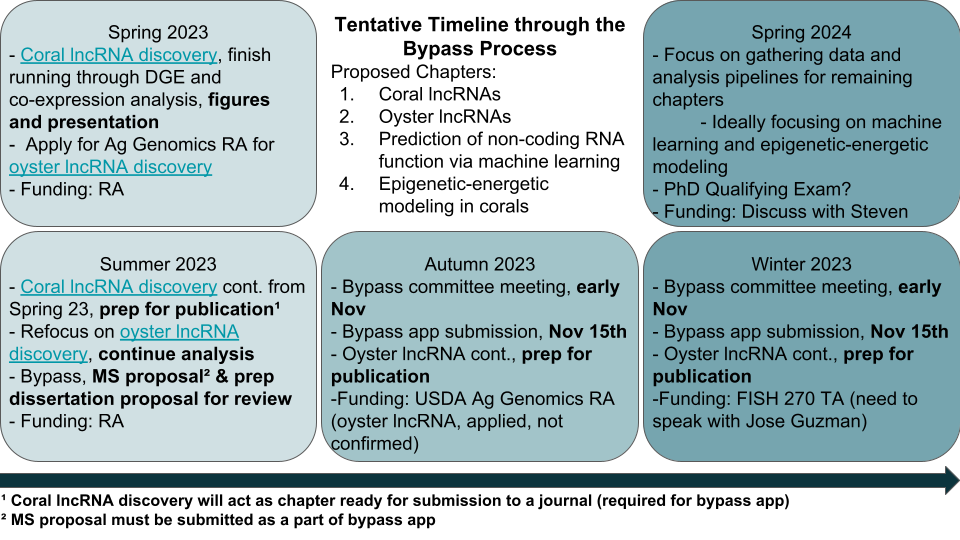 Spring 2023
- Coral lncRNA discovery, finish
running through DGE and
co-expression analysis, figures
and presentation
-  Apply for Ag Genomics RA for
oyster lncRNA discovery
- Funding: RA
Tentative Timeline through the
Bypass Process
Proposed Chapters:
1. Coral lncRNAs
2. Oyster lncRNAs
3. Prediction of non-coding RNA
function via machine learning
4. Epigenetic-energetic
modeling in corals
Spring 2024
- Focus on gathering data and
analysis pipelines for remaining
chapters
- Ideally focusing on machine
learning and epigenetic-energetic
modeling
- PhD Qualifying Exam?
- Funding: Discuss with Steven
Summer 2023
- Coral lncRNA discovery cont. from
Spring 23, prep for publication¹
- Refocus on oyster lncRNA
discovery, continue analysis
- Bypass, MS proposal² & prep
dissertation proposal for review
- Funding: RA
Autumn 2023
- Bypass committee meeting, early
Nov
- Bypass app submission, Nov 15th
- Oyster lncRNA cont., prep for
publication
-Funding: USDA Ag Genomics RA
(oyster lncRNA, applied, not
confirmed)
Winter 2023
- Bypass committee meeting, early
Nov
- Bypass app submission, Nov 15th
- Oyster lncRNA cont., prep for
publication
-Funding: FISH 270 TA (need to
speak with Jose Guzman)
¹ Coral lncRNA discovery will act as chapter ready for submission to a journal (required for bypass app)
² MS proposal must be submitted as a part of bypass app